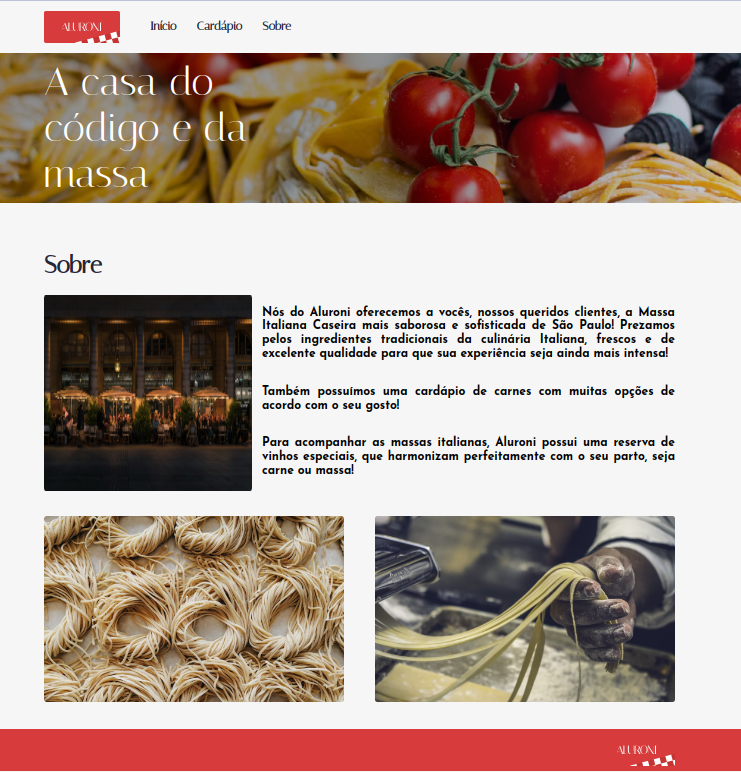 ALURONI
Início Cardápio Sobre
A casa do
código e da
massa
Sobre
Nós do Aluroni oferecemos a vocês, nossos queridos clientes, a Massa
Italiana Caseira mais saborosa e sofisticada de São Paulo! Prezamos
pelos ingredientes tradicionais da culinária Italiana, frescos e de
excelente qualidade para que sua experiência seja ainda mais intensa!
Também possuímos uma cardápio de carnes com muitas opções de
acordo com o seu gosto!
Para acompanhar as massas italianas, Aluroni possui uma reserva de
vinhos especiais, que harmonizam perfeitamente com o seu parto, seja
carne ou massa!
ALURONI